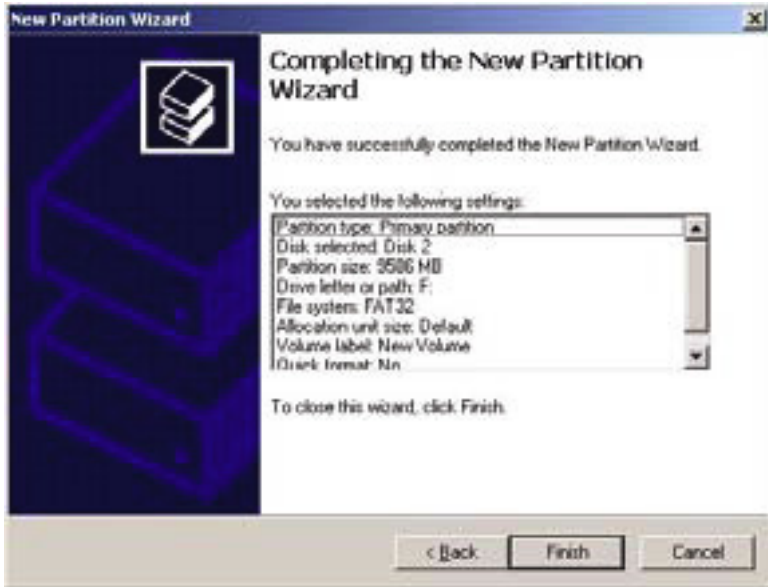 New Partition Wizard
Completing the New Partition
Wizard
You have successfully completed the New Partition Wizard.
You selected the following settings:
Partition type: Primary partition
Disk selected: Disk 2
Partition size: 9586 MB
Drive letter or path: F:
File system: FAT32
Allocation unit size: Default
Volume label: New Volume
Quick format: No
To close this wizard, click Finish.
< Back
Finish
Cancel